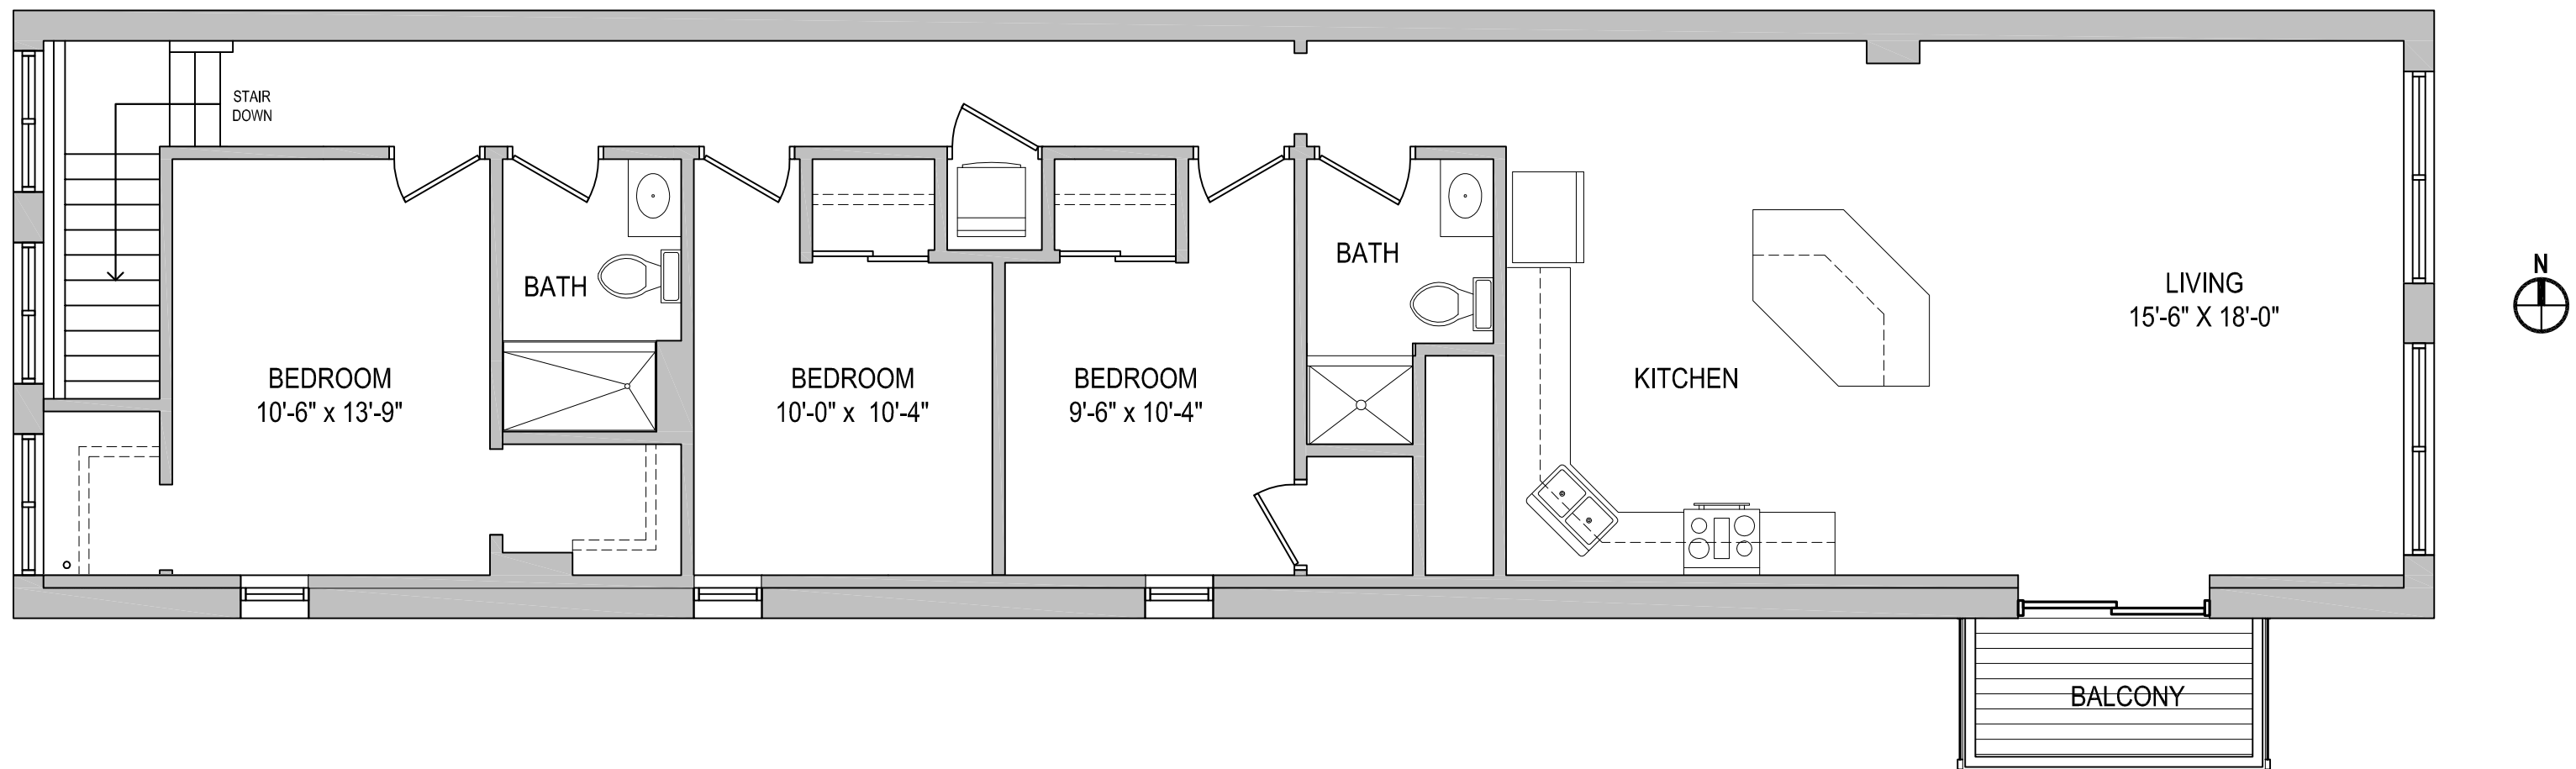 STAIR
DOWN
BATH
BEDROOM
10'-6" x 13'-9"
BEDROOM
10'-0" x  10'-4"
BEDROOM
9'-6" x 10'-4"
BATH
KITCHEN
LIVING
15'-6" X 18'-0"
N
BALCONY